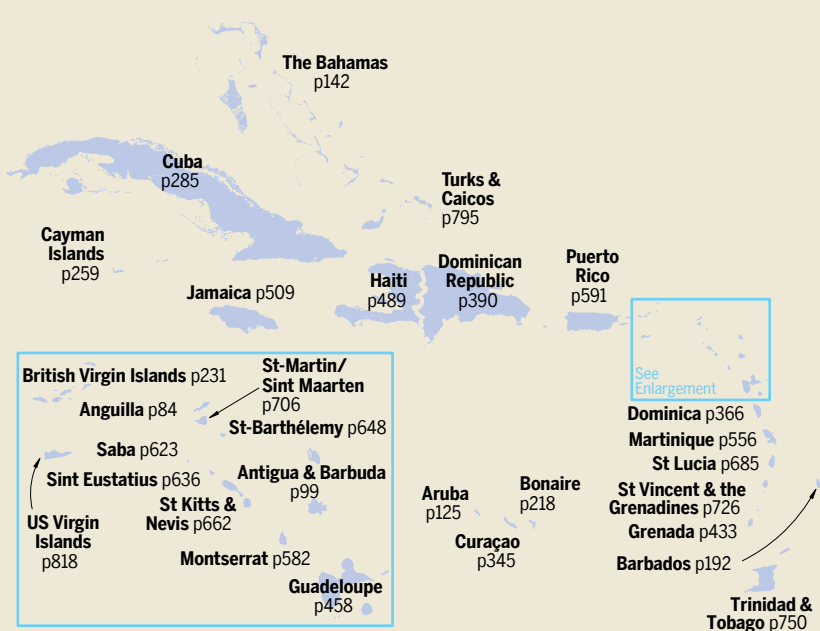 The Bahamas
p142
Cuba
p285
Turks &
Caicos
p795
Cayman
Islands
p259
Jamaica p509
Haiti
p489
Dominican
Republic
p390
Puerto
Rico
p591
See
Enlargement
British Virgin Islands p231
St-Martin/
Sint Maarten
p706
Anguilla p84
St-Barthélemy p648
Saba p623
Sint Eustatius p636
Antigua & Barbuda
p99
St Kitts &
Nevis p662
US Virgin
Islands
p818
Montserrat p582
Guadeloupe
p458
Aruba
p125
Bonaire
p218
Curaçao
p345
Dominica p366
Martinique p556
St Lucia p685
St Vincent & the
Grenadines p726
Grenada p433
Barbados p192
Trinidad &
Tobago p750